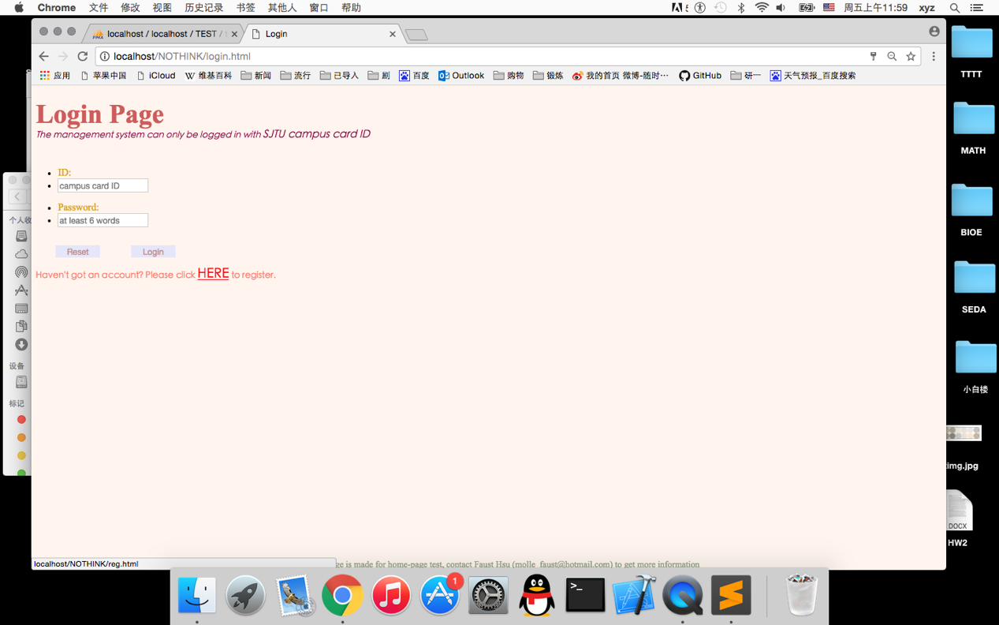 Chrome 文件 修改 视图 历史记录 书签 其他人 窗口 帮助 周五上午11:59 xyz
localhost / localhost / TEST / Login
localhost/NOTHINK/login.html
应用 苹果中国 iCloud 维基百科 新闻 流行 已导入 剧 百度 Outlook 购物 锻炼 我的首页 微博-随时… GitHub 研一 天气预报_百度搜索
Login Page
The management system can only be logged in with SJTU campus card ID
ID:
campus card ID
Password:
at least 6 words
Reset Login
Haven't got an account? Please click HERE to register.
个人收
设备
标记
TTTT
MATH
BIOE
SEDA
小白楼
img.jpg
DOCX
HW2
localhost/NOTHINK/reg.html
is made for home-page test, contact Faust Hsu (molle_faust@hotmail.com) to get more information
1